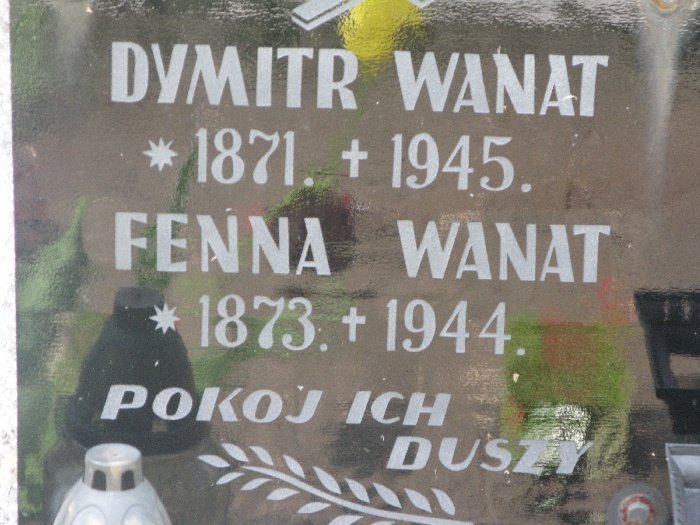 DYMITR WANAT
* 1871. + 1945.
FENNA WANAT
* 1873. + 1944.
POKOJ ICH
DUSZY